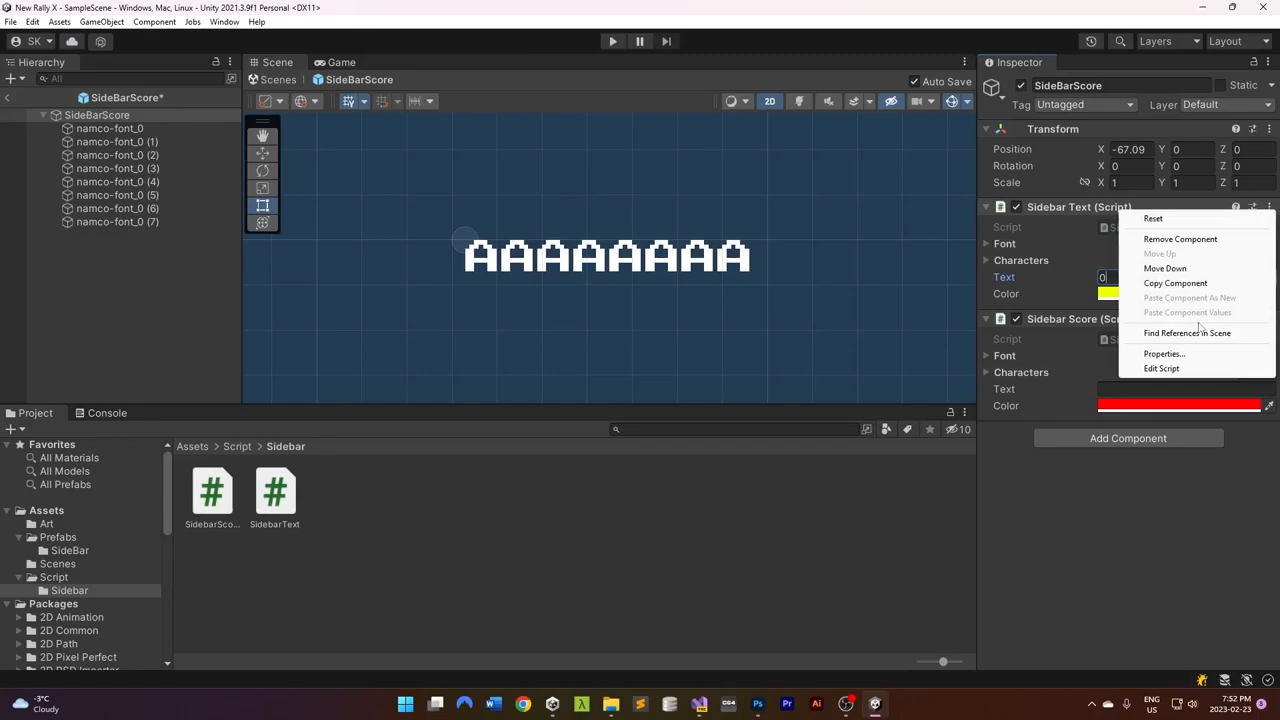 New Rally X - SampleScene - Windows, Mac, Linux - Unity 2021.3.9f1 Personal <DX11>
File Edit Assets GameObject Component Jobs Window Help
SK Layers Layout
Hierarchy
All
SideBarScore*
SideBarScore
namco-font_0
namco-font_0 (1)
namco-font_0 (2)
namco-font_0 (3)
namco-font_0 (4)
namco-font_0 (5)
namco-font_0 (6)
namco-font_0 (7)
Scene Game
Scenes SideBarScore Auto Save
2D
AAAAAAAA
Inspector
SideBarScore Static
Tag Untagged Layer Default
Transform
Position X -67.09 Y 0 Z 0
Rotation X 0 Y 0 Z 0
Scale X 1 Y 1 Z 1
Sidebar Text (Script)
Script
Font
Characters
Text 0
Color
Sidebar Score (Scr
Script
Font
Characters
Text
Color
Add Component
Reset
Remove Component
Move Up
Move Down
Copy Component
Paste Component As New
Paste Component Values
Find References In Scene
Properties...
Edit Script
Project Console
10
Favorites
All Materials
All Models
All Prefabs
Assets
Art
Prefabs
SideBar
Scenes
Script
Sidebar
Packages
2D Animation
2D Common
2D Path
2D Pixel Perfect
Assets Script Sidebar
SidebarSco... SidebarText
-3°C
Cloudy
ENG
US
7:52 PM
2023-02-23